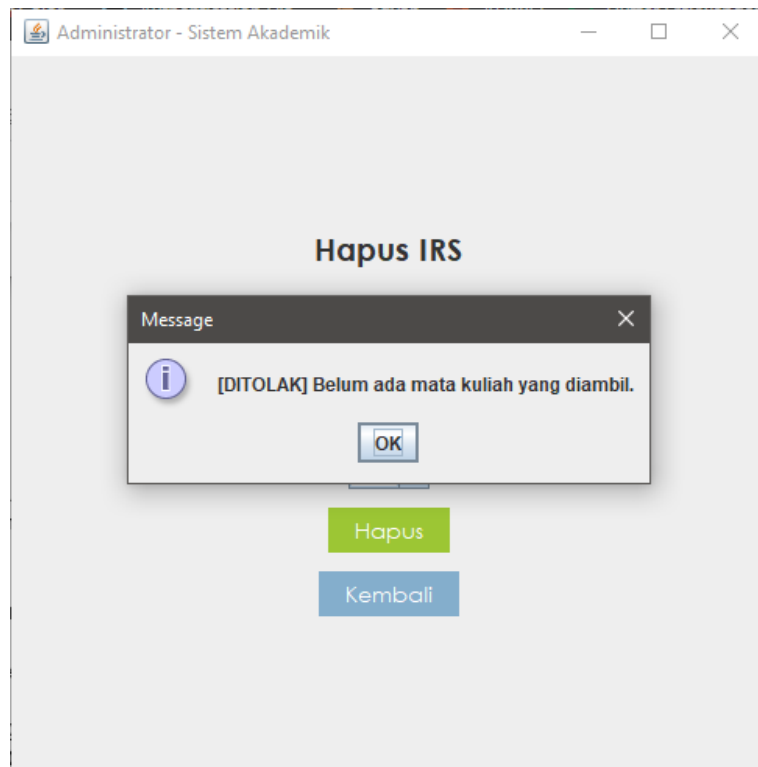 Administrator - Sistem Akademik
Hapus IRS
Message
[DITOLAK] Belum ada mata kuliah yang diambil.
OK
Hapus
Kembali